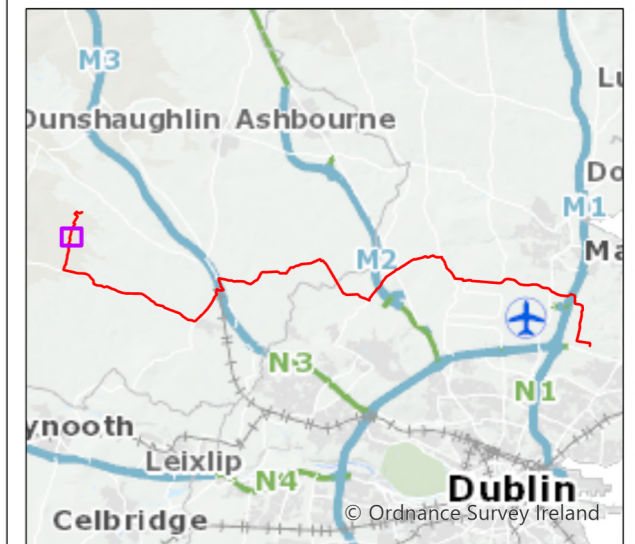 M3
Lu
Dunshaughlin
Ashbourne
Do
M1
Ma
M2
N3
N1
ynooth
Leixlip
N4
Dublin
Celbridge
© Ordnance Survey Ireland